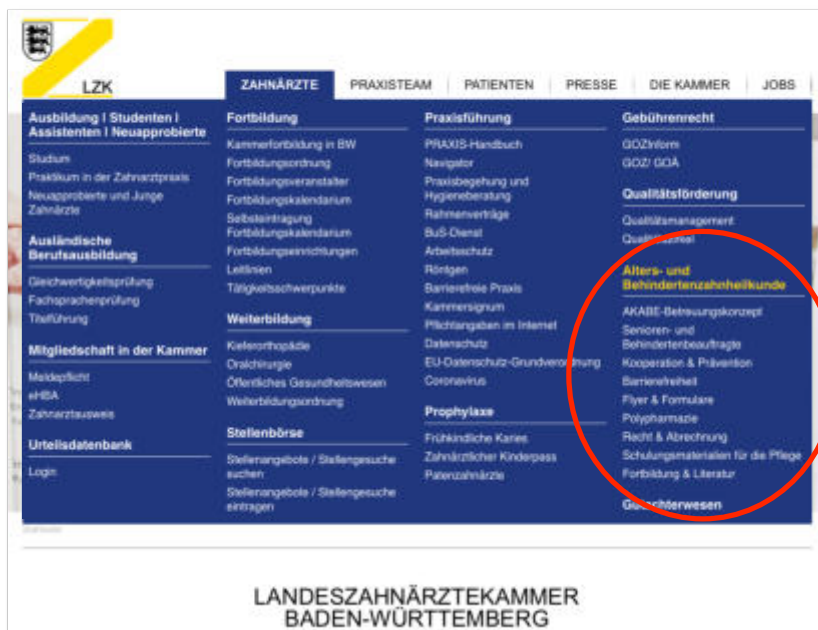 LZK
ZAHNÄRZTE
PRAXISTEAM
PATIENTEN
PRESSE
DIE KAMMER
JOBS
Ausbildung I Studenten I
Assistenten I Neuapprobierte
Studium
Praktikum in der Zahnarztpraxis
Neuapprobierte und Junge
Zahnärzte
Ausländische
Berufsausbildung
Gleichwertigkeitsprüfung
Fachsprachenprüfung
Titelführung
Mitgliedschaft in der Kammer
Meldepflicht
eHBA
Zahnarztausweis
Urteilsdatenbank
Login
Fortbildung
Kammerfortbildung in BW
Fortbildungsordnung
Fortbildungsveranstalter
Fortbildungskalendarium
Selbsteintragung
Fortbildungskalendarium
Fortbildungseinrichtungen
Leitlinien
Tätigkeitsschwerpunkte
Weiterbildung
Kieferorthopädie
Oralchirurgie
Öffentliches Gesundheitswesen
Weiterbildungsordnung
Stellenbörse
Stellenangebote / Stellengesuche
suchen
Stellenangebote / Stellengesuche
eintragen
Praxisführung
PRAXIS-Handbuch
Navigator
Praxisbegehung und
Hygieneberatung
Rahmenverträge
BuS-Dienst
Arbeitsschutz
Röntgen
Barrierefreie Praxis
Kammersignum
Pflichtangaben im Internet
Datenschutz
EU-Datenschutz-Grundverordnung
Coronavirus
Prophylaxe
Frühkindliche Karies
Zahnärztlicher Kinderpass
Patenzahnärzte
Gebührenrecht
GOZinform
GOZ/ GOÄ
Qualitätsförderung
Qualitätsmanagement
Qualitätszirkel
Alters- und
Behindertenzahnheilkunde
AKABE-Betreuungskonzept
Senioren- und
Behindertenbeauftragte
Kooperation & Prävention
Barrierefreiheit
Flyer & Formulare
Polypharmazie
Recht & Abrechnung
Schulungsmaterialien für die Pflege
Fortbildung & Literatur
Gutachterwesen
LANDESZAHNÄRZTEKAMMER
BADEN-WÜRTTEMBERG